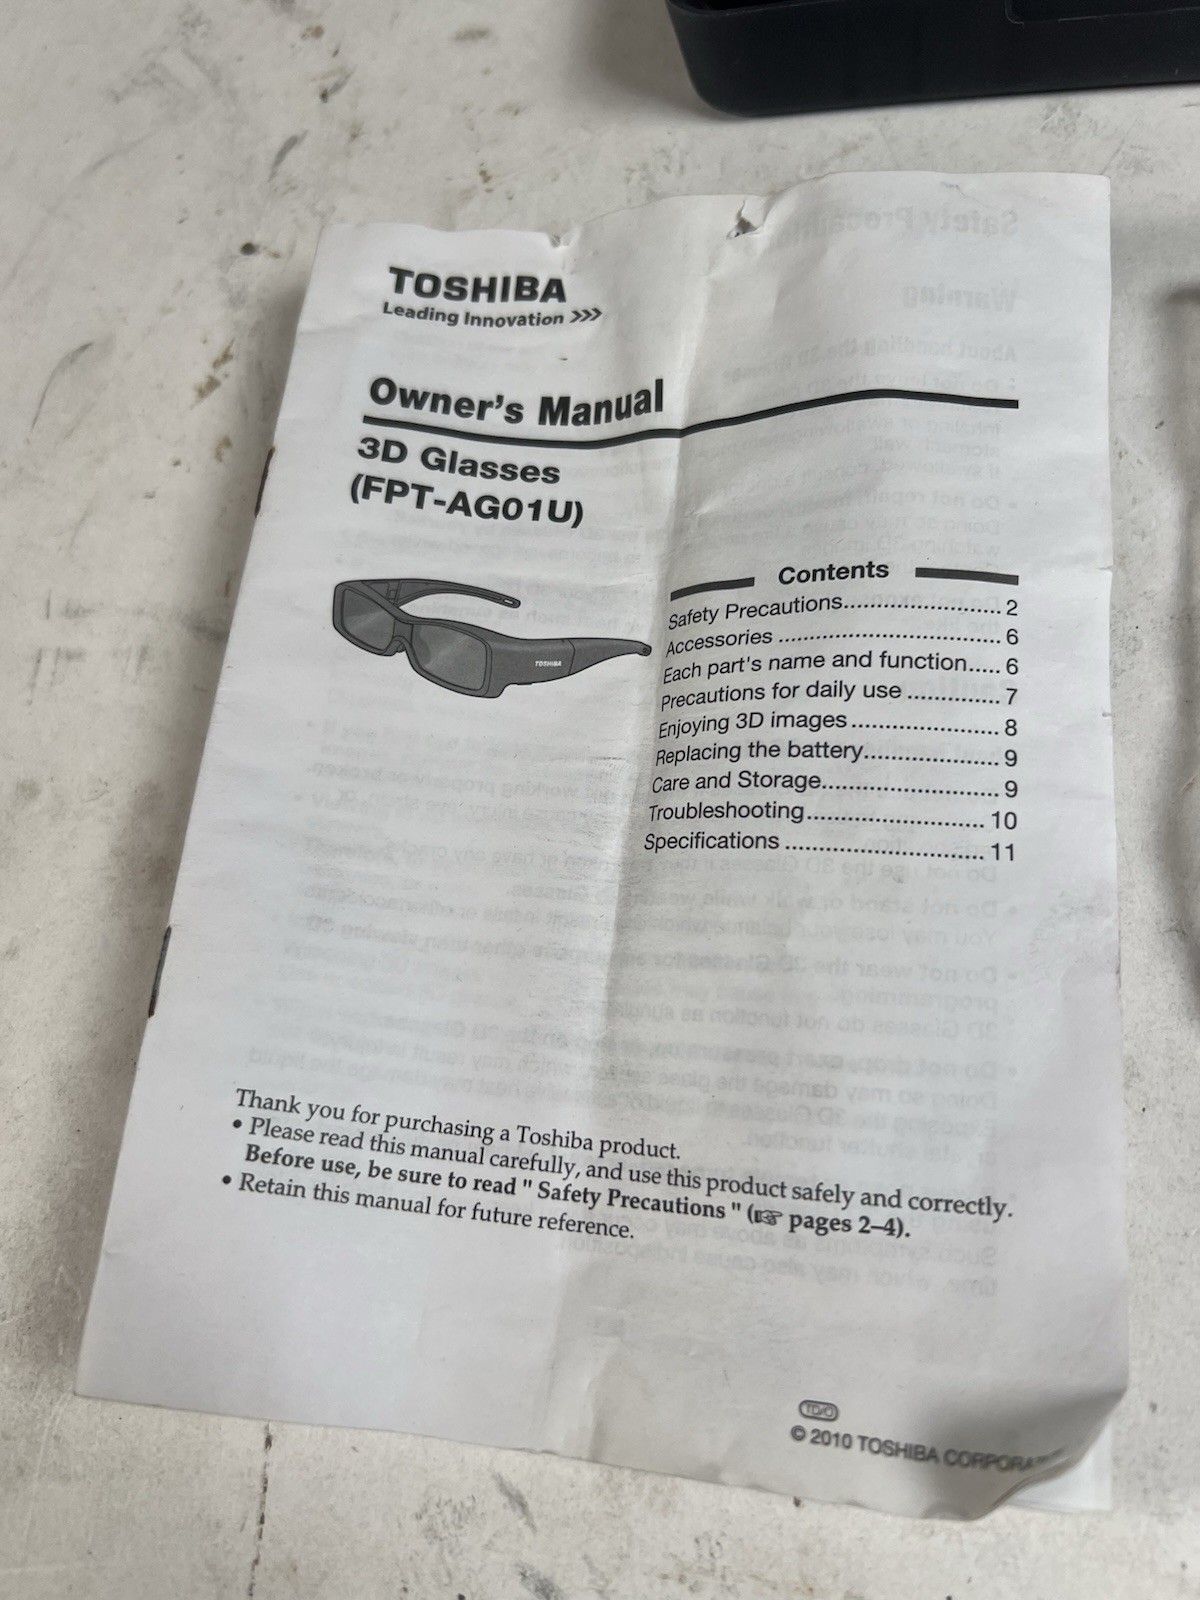 TOSHIBA
Leading Innovation >>>
Owner's Manual
3D Glasses
(FPT-AG01U)
TOSHIBA
Contents
Safety Precautions........................ 2
Accessories .................................. 6
Each part's name and function..... 6
Precautions for daily use .............. 7
Enjoying 3D images ...................... 8
Replacing the battery.................... 9
Care and Storage.......................... 9
Troubleshooting........................... 10
Specifications .............................. 11
Thank you for purchasing a Toshiba product.
• Please read this manual carefully, and use this product safely and correctly.
Before use, be sure to read " Safety Precautions " (☞ pages 2–4).
• Retain this manual for future reference.
TD/O
© 2010 TOSHIBA